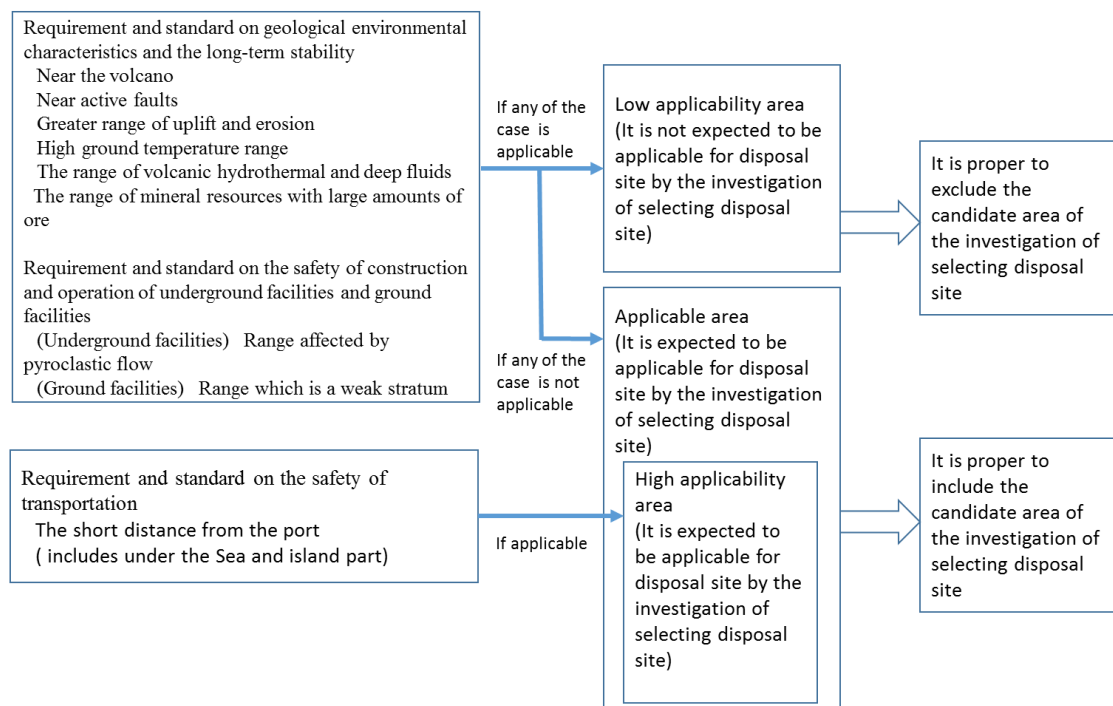 Requirement and standard on geological environmental
characteristics and the long-term stability
Near the volcano
Near active faults
Greater range of uplift and erosion
High ground temperature range
The range of volcanic hydrothermal and deep fluids
The range of mineral resources with large amounts of
ore
Requirement and standard on the safety of construction
and operation of underground facilities and ground
facilities
(Underground facilities) Range affected by
pyroclastic flow
(Ground facilities) Range which is a weak stratum
If any of the
case is
applicable
Low applicability area
(It is not expected to be
applicable for disposal
site by the investigation
of selecting disposal
site)
It is proper to
exclude the
candidate area of
the investigation of
selecting disposal
site
If any of the
case is not
applicable
Applicable area
(It is expected to be
applicable for disposal
site by the investigation
of selecting disposal
site)
Requirement and standard on the safety of
transportation
The short distance from the port
( includes under the Sea and island part)
If applicable
High applicability
area
(It is expected to
be applicable for
disposal site by the
investigation of
selecting disposal
site)
It is proper to
include the
candidate area of
the investigation of
selecting disposal
site